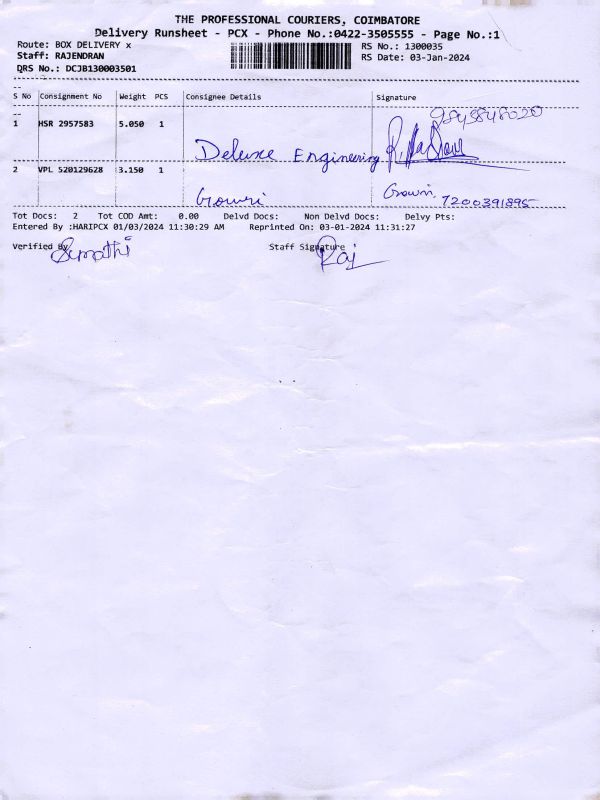 THE PROFESSIONAL COURIERS, COIMBATORE
Delivery Runsheet - PCX - Phone No.:0422-3505555 - Page No.:1
Route: BOX DELIVERY x RS No.: 1300035
Staff: RAJENDRAN RS Date: 03-Jan-2024
DRS No.: DCJB130003501
S No Consignment No Weight PCS Consignee Details Signature
9845848020
1 HSR 2957583 5.050 1
Deluxe Engineering
2 VPL 520129628 3.150 1
Gowri Gowri 7200391895
Tot Docs: 2 Tot COD Amt: 0.00 Delvd Docs: Non Delvd Docs: Delvy Pts:
Entered By :HARIPCX 01/03/2024 11:30:29 AM Reprinted On: 03-01-2024 11:31:27
Verified By Sumathi Staff Signature Raj